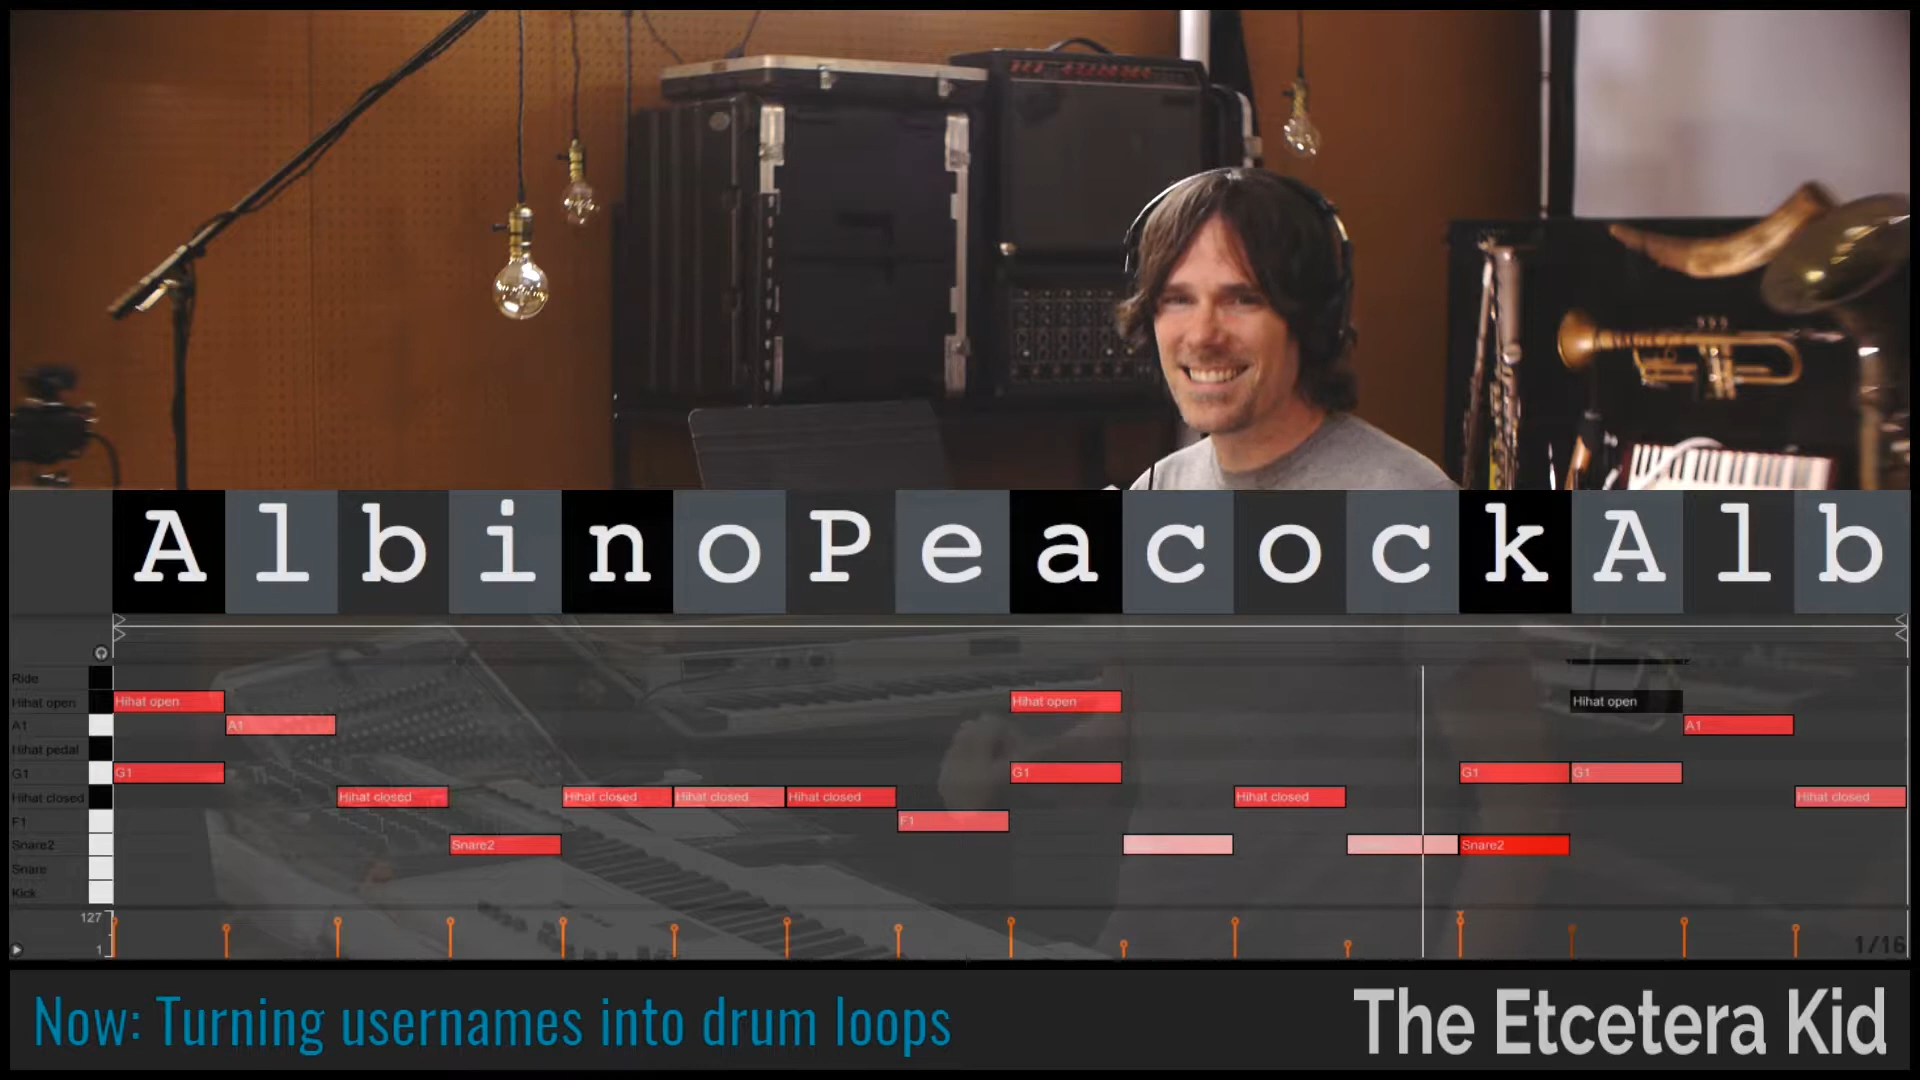 AlbinoPeacockAlb
Ride
Hihat open Hihat open Hihat open Hihat open
A1 A1 A1
Hihat pedal
G1 G1 G1 G1 G1
Hihat closed Hihat closed Hihat closed Hihat closed Hihat closed Hihat closed Hihat closed
F1 F1
Snare2 Snare2 Snare2
Snare
Kick
127
1 1/16
Now: Turning usernames into drum loops
The Etcetera Kid